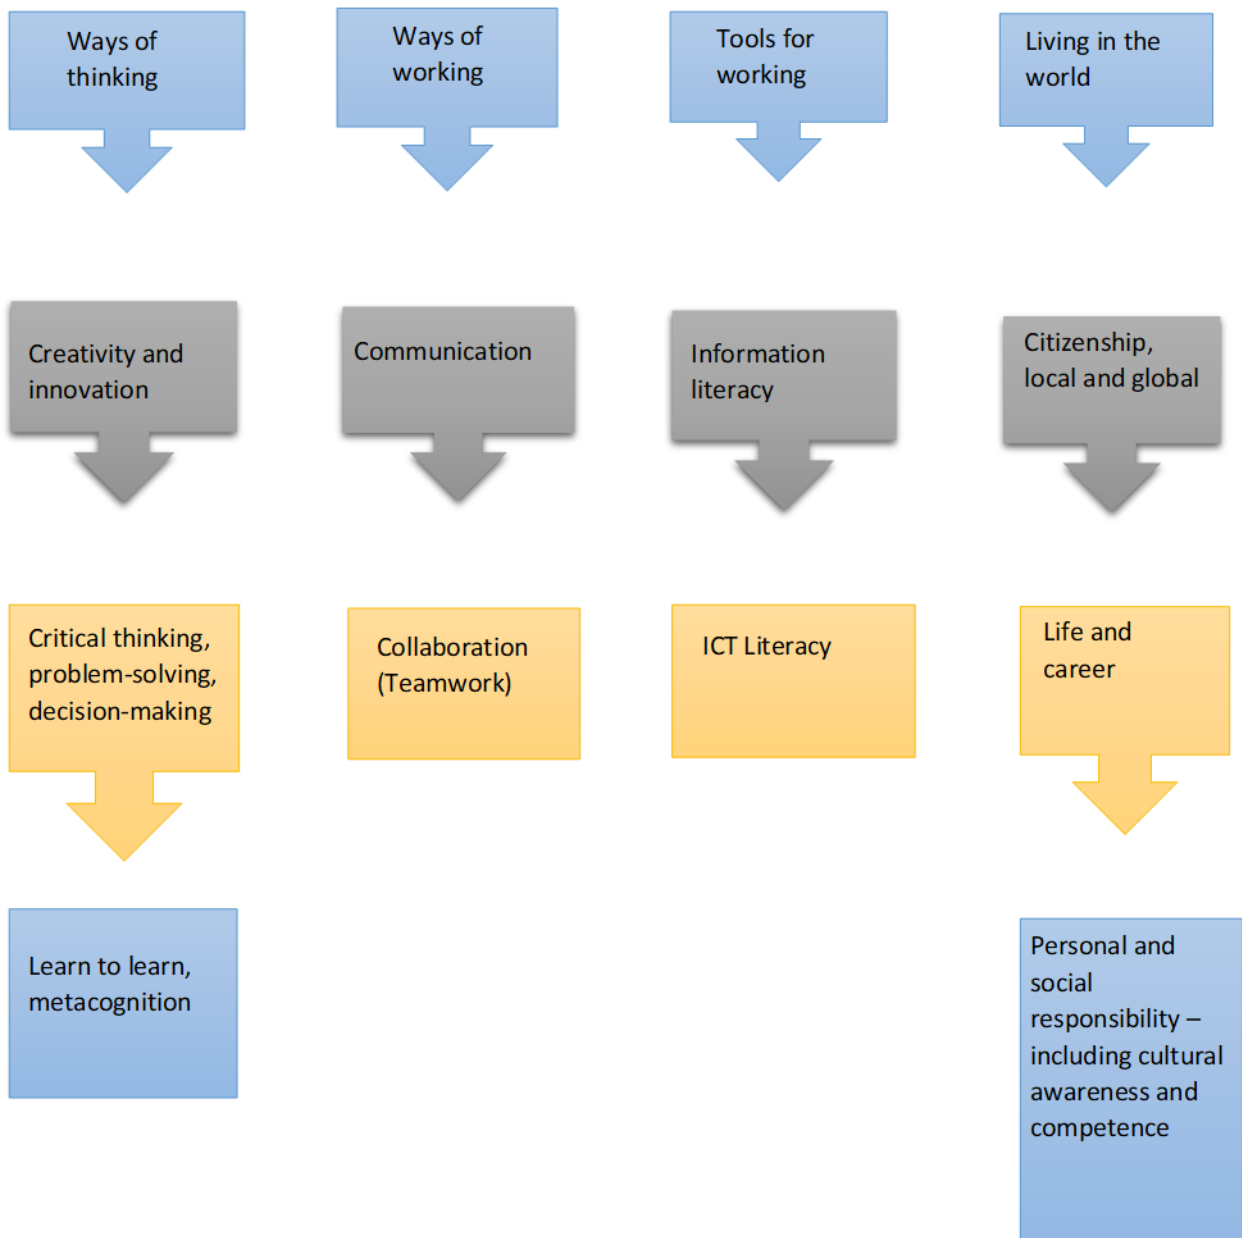 Ways of
thinking
Ways of
working
Tools for
working
Living in the
world
Creativity and
innovation
Communication
Information
literacy
Citizenship,
local and global
Critical thinking,
problem-solving,
decision-making
Collaboration
(Teamwork)
ICT Literacy
Life and
career
Learn to learn,
metacognition
Personal and
social
responsibility –
including cultural
awareness and
competence